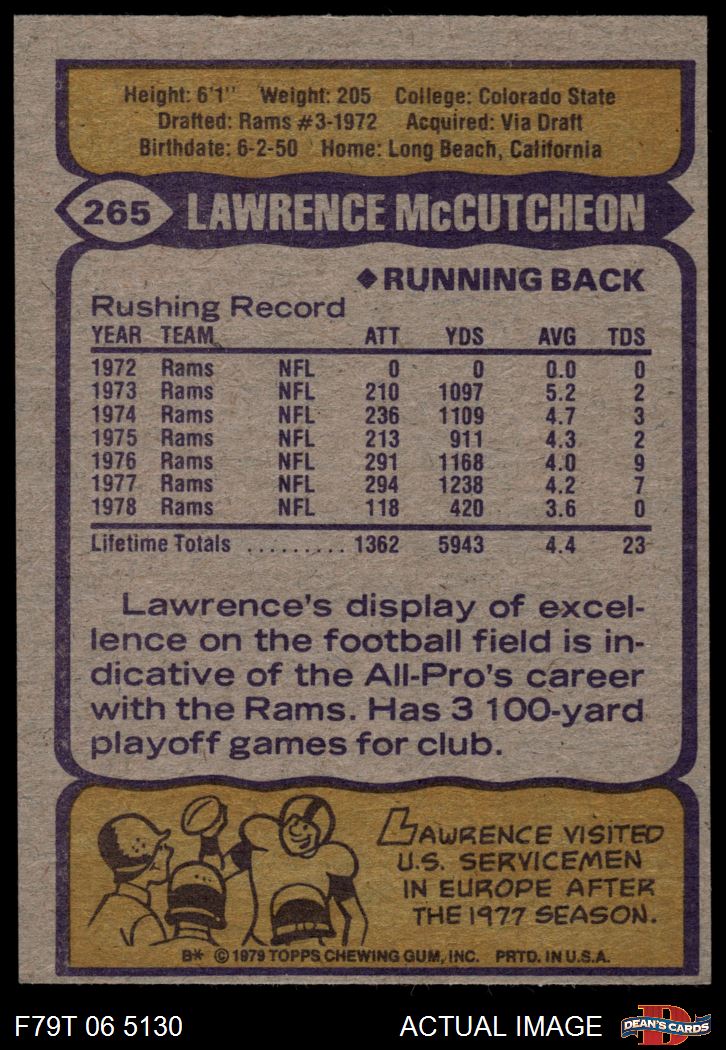 Height: 6'1" Weight: 205 College: Colorado State
Drafted: Rams #3-1972 Acquired: Via Draft
Birthdate: 6-2-50 Home: Long Beach, California
265 LAWRENCE McCUTCHEON
◆RUNNING BACK
Rushing Record
YEAR TEAM ATT YDS AVG TDS
1972 Rams NFL 0 0 0.0 0
1973 Rams NFL 210 1097 5.2 2
1974 Rams NFL 236 1109 4.7 3
1975 Rams NFL 213 911 4.3 2
1976 Rams NFL 291 1168 4.0 9
1977 Rams NFL 294 1238 4.2 7
1978 Rams NFL 118 420 3.6 0
Lifetime Totals ......... 1362 5943 4.4 23
Lawrence's display of excel-
lence on the football field is in-
dicative of the All-Pro's career
with the Rams. Has 3 100-yard
playoff games for club.
LAWRENCE VISITED
U.S. SERVICEMEN
IN EUROPE AFTER
THE 1977 SEASON.
B* © 1979 TOPPS CHEWING GUM, INC. PRTD. IN U.S.A.
F79T 06 5130 ACTUAL IMAGE D DEAN'S CARDS